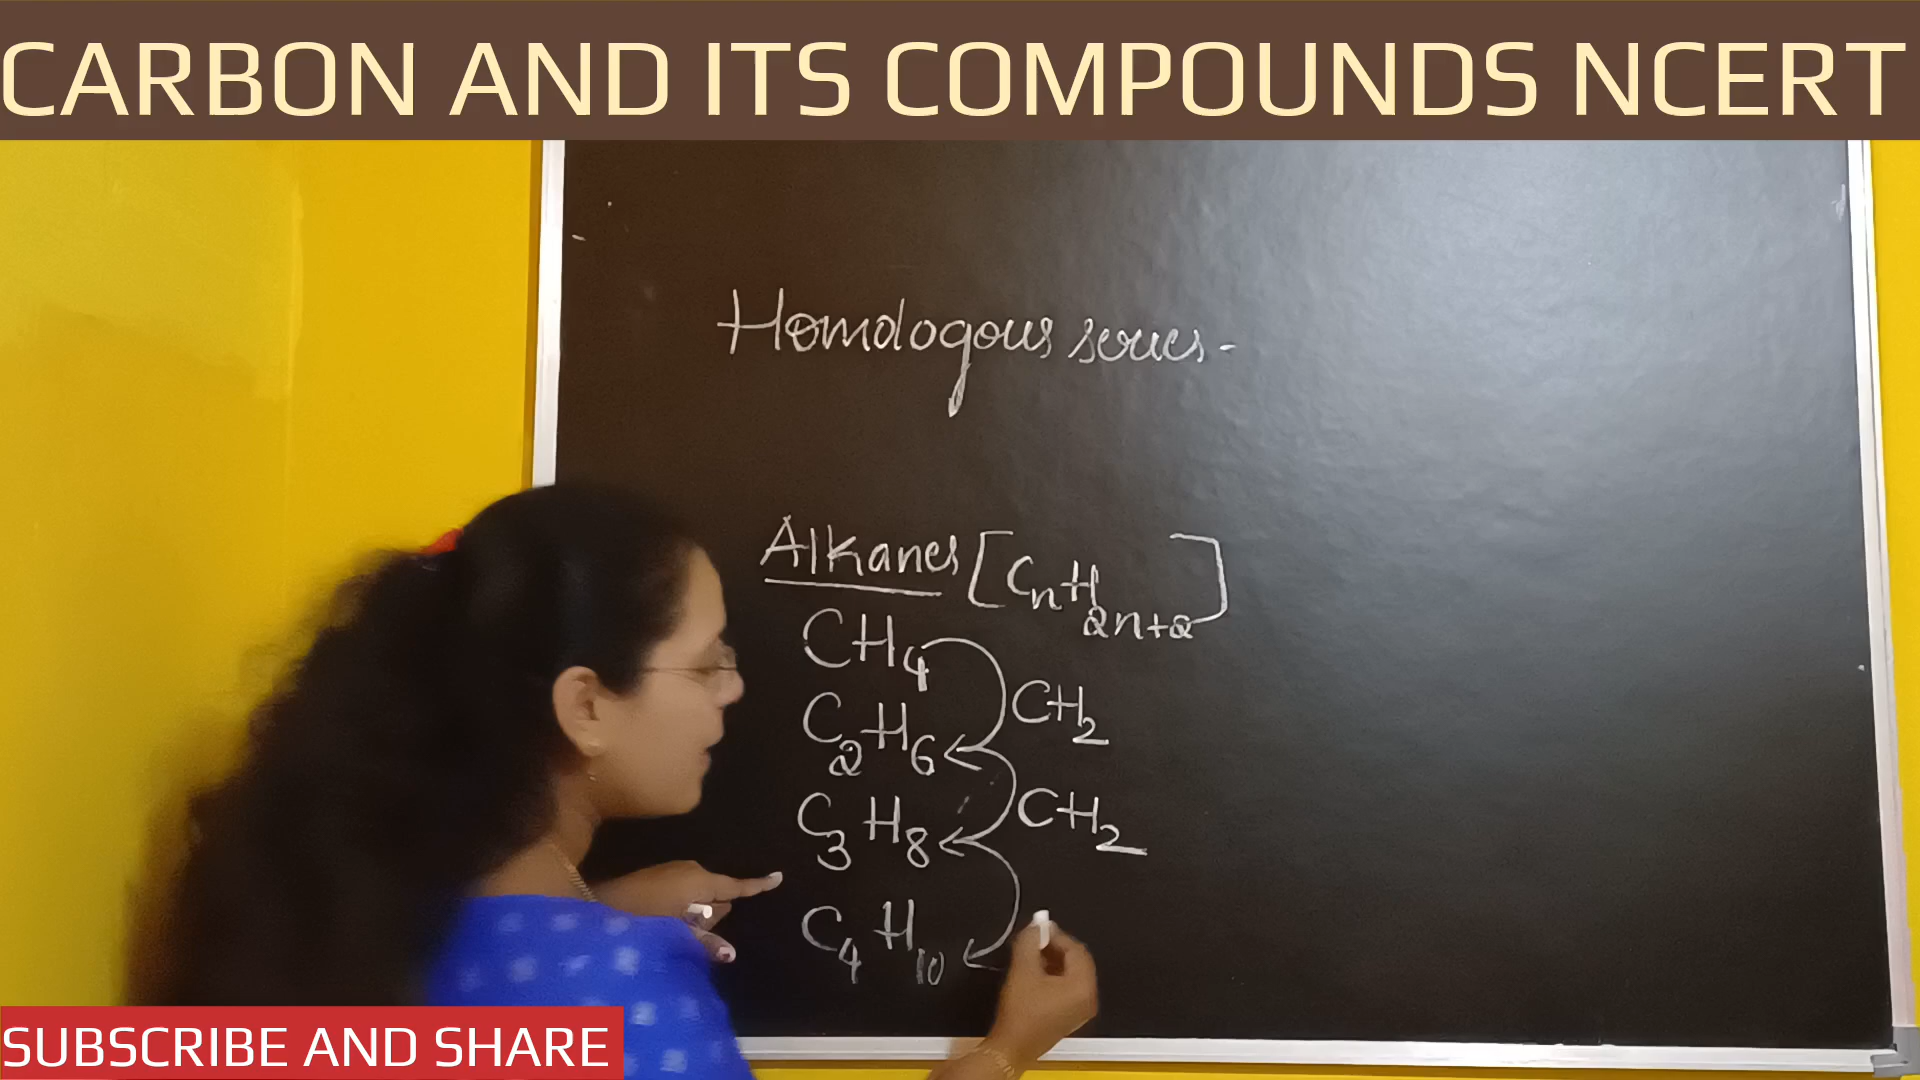 CARBON AND ITS COMPOUNDS NCERT
Homologous series -
Alkanes [CnH2n+2]
CH4
CH2
C2H6
CH2
C3H8
C4H10
SUBSCRIBE AND SHARE